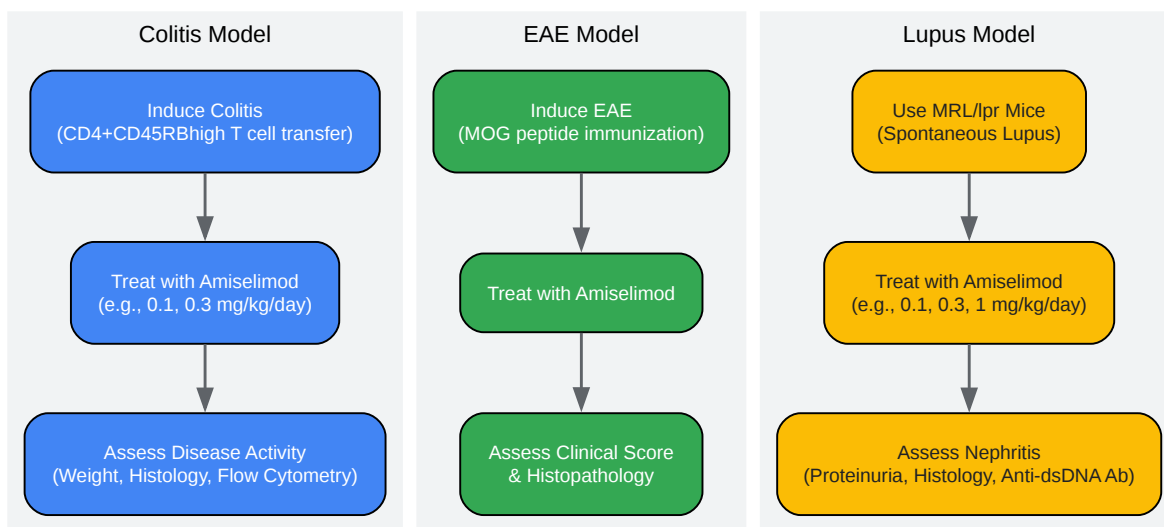 Colitis Model
Induce Colitis
(CD4+CD45RBhigh T cell transfer)
Treat with Amiselimod
(e.g., 0.1, 0.3 mg/kg/day)
Assess Disease Activity
(Weight, Histology, Flow Cytometry)
EAE Model
Induce EAE
(MOG peptide immunization)
Treat with Amiselimod
Assess Clinical Score
& Histopathology
Lupus Model
Use MRL/lpr Mice
(Spontaneous Lupus)
Treat with Amiselimod
(e.g., 0.1, 0.3, 1 mg/kg/day)
Assess Nephritis
(Proteinuria, Histology, Anti-dsDNA Ab)